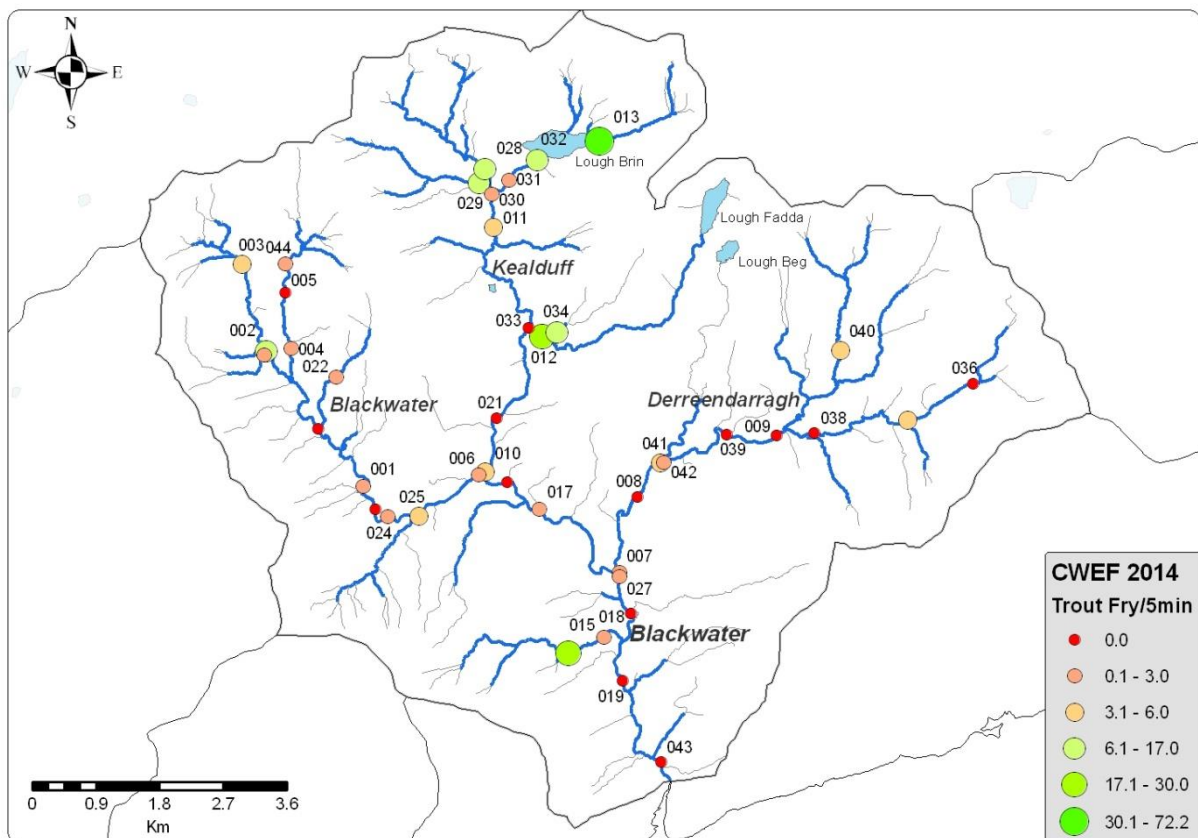 N
W E
S
013
032
028
Lough Brin
031
029
030
011
Lough Fadda
003
044
Kealduff
Lough Beg
005
034
033
002
012
040
004
022
036
Derreendarragh
Blackwater
021
009
038
041
039
006
010
042
001
008
025
017
024
007
027
015
018
Blackwater
019
043
CWEF 2014
Trout Fry/5min
0.0
0.1 - 3.0
3.1 - 6.0
6.1 - 17.0
17.1 - 30.0
30.1 - 72.2
0 0.9 1.8 2.7 3.6
Km